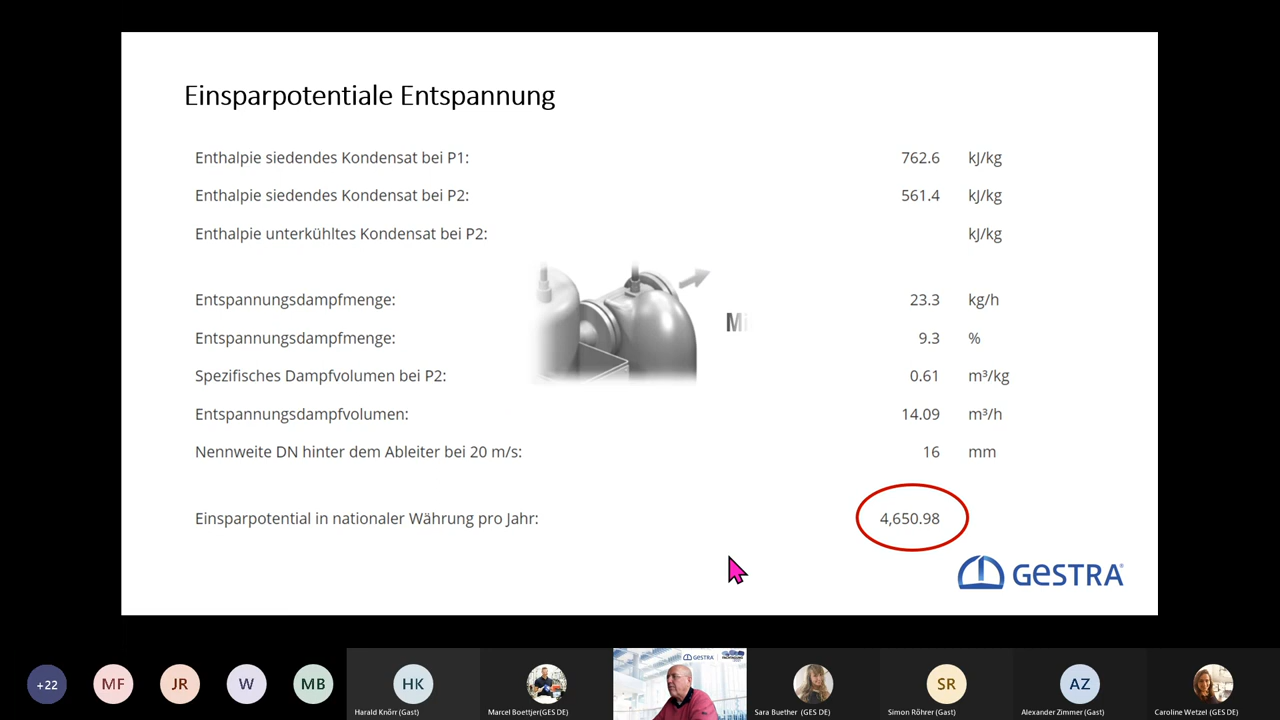 Einsparpotentiale Entspannung
Enthalpie siedendes Kondensat bei P1: 762.6 kJ/kg
Enthalpie siedendes Kondensat bei P2: 561.4 kJ/kg
Enthalpie unterkühltes Kondensat bei P2: kJ/kg
Entspannungsdampfmenge: 23.3 kg/h
Mi
Entspannungsdampfmenge: 9.3 %
Spezifisches Dampfvolumen bei P2: 0.61 m³/kg
Entspannungsdampfvolumen: 14.09 m³/h
Nennweite DN hinter dem Ableiter bei 20 m/s: 16 mm
Einsparpotential in nationaler Währung pro Jahr: 4,650.98
GESTRA®
+22 MF JR W MB HK SR AZ
GESTRA
Harald Knörr (Gast) Marcel Boettjer(GES DE) Sara Buether (GES DE) Simon Röhrer (Gast) Alexander Zimmer (Gast) Caroline Wetzel (GES DE)